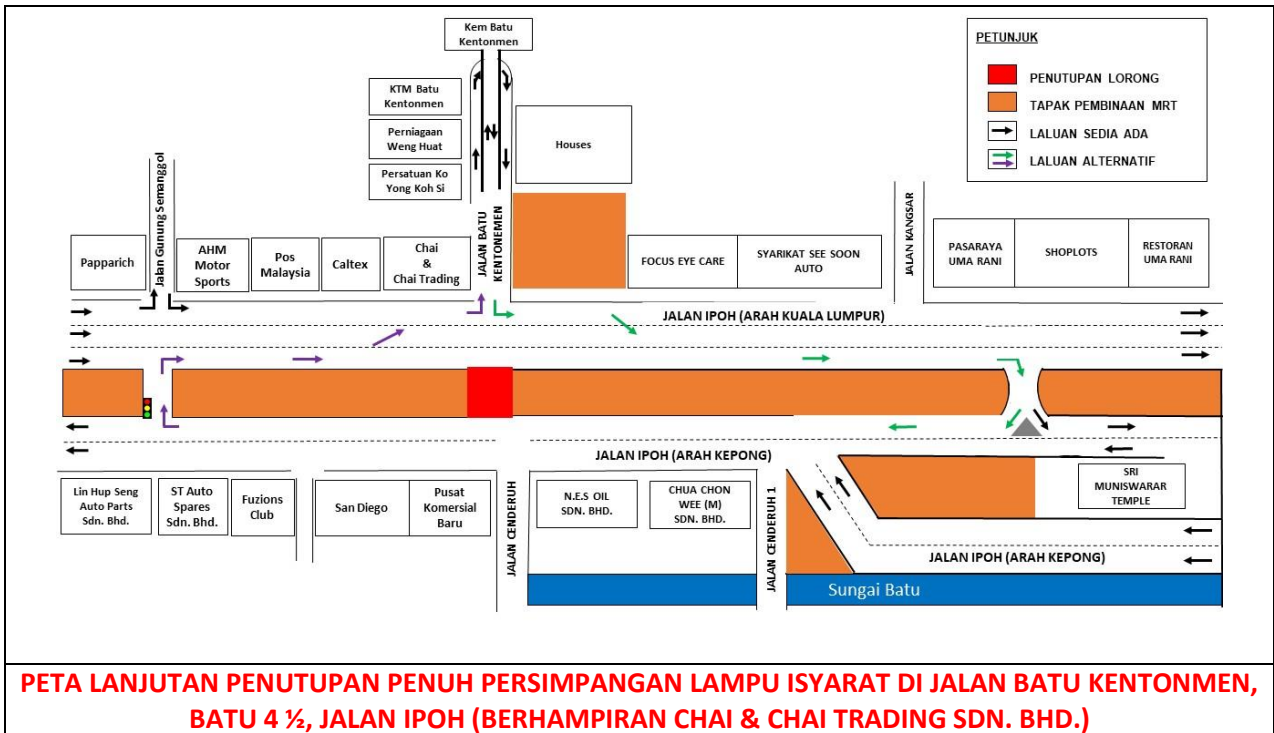 Kem Batu
Kentonmen
PETUNJUK
PENUTUPAN LORONG
TAPAK PEMBINAAN MRT
LALUAN SEDIA ADA
LALUAN ALTERNATIF
KTM Batu
Kentonmen
Perniagaan
Weng Huat
Persatuan Ko
Yong Koh Si
Houses
Jalan Gunung Semanggol
JALAN BATU
KENTONEMEN
JALAN KANGSAR
Papparich
AHM
Motor
Sports
Pos
Malaysia
Caltex
Chai
&
Chai Trading
FOCUS EYE CARE
SYARIKAT SEE SOON
AUTO
PASARAYA
UMA RANI
SHOPLOTS
RESTORAN
UMA RANI
JALAN IPOH (ARAH KUALA LUMPUR)
JALAN IPOH (ARAH KEPONG)
Lin Hup Seng
Auto Parts
Sdn. Bhd.
ST Auto
Spares
Sdn. Bhd.
Fuzions
Club
San Diego
Pusat
Komersial
Baru
JALAN CENDERUH
N.E.S OIL
SDN. BHD.
CHUA CHON
WEE (M)
SDN. BHD.
JALAN CENDERUH 1
SRI
MUNISWARAR
TEMPLE
JALAN IPOH (ARAH KEPONG)
Sungai Batu
PETA LANJUTAN PENUTUPAN PENUH PERSIMPANGAN LAMPU ISYARAT DI JALAN BATU KENTONMEN,
BATU 4 ½, JALAN IPOH (BERHAMPIRAN CHAI & CHAI TRADING SDN. BHD.)